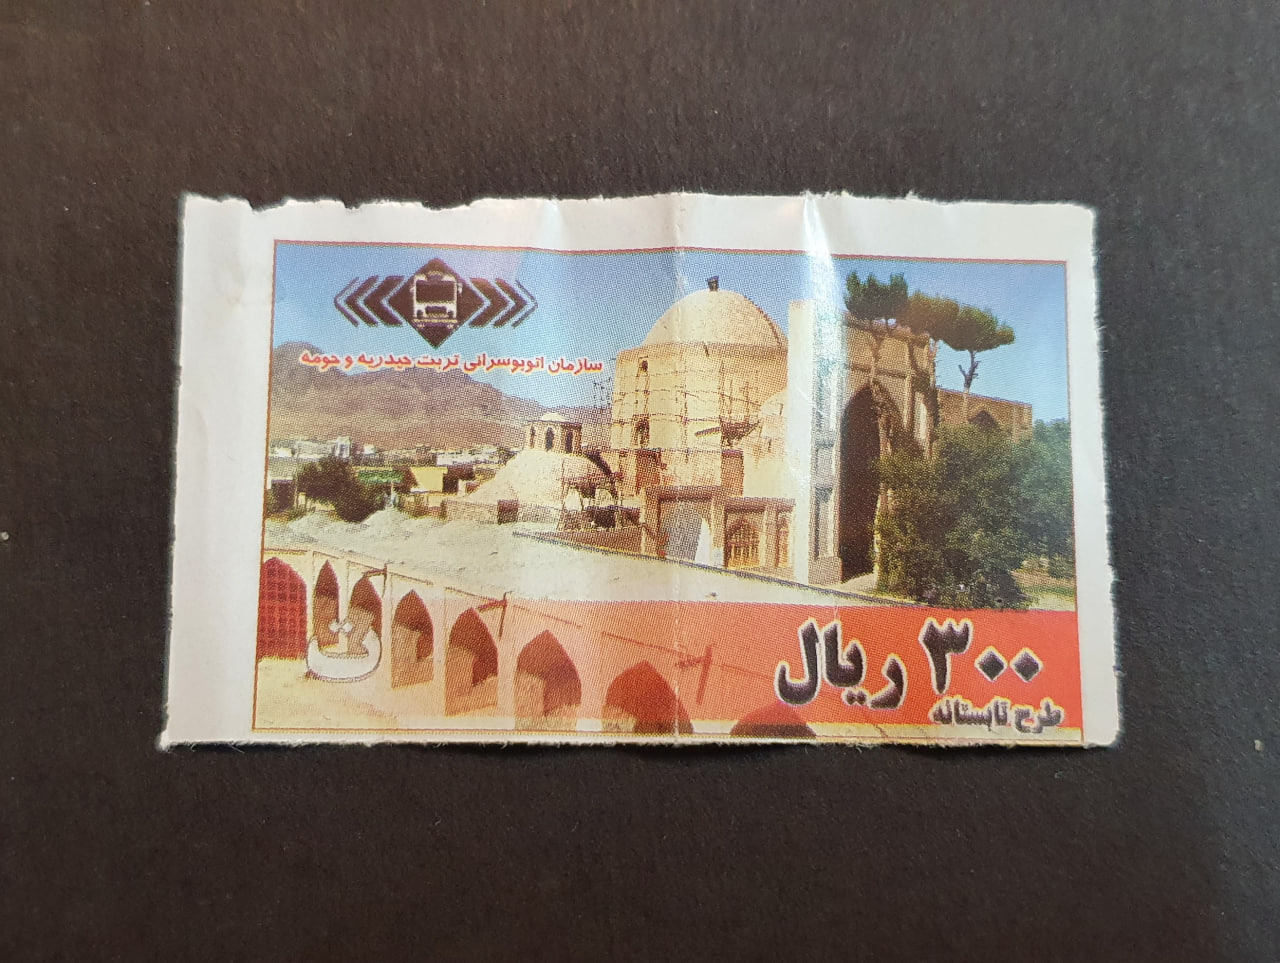 سازمان اتوبوسرانی تربت حیدریه و حومه
ت
۳۰۰ ریال
طرح تابستانه